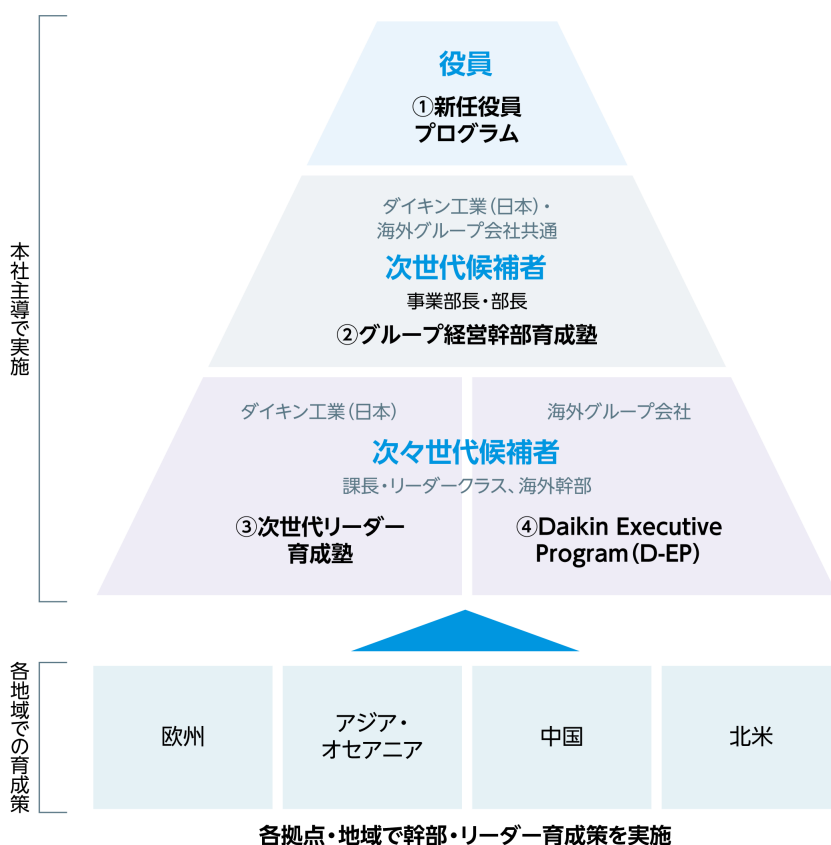 役員
①新任役員
プログラム
ダイキン工業(日本)・
海外グループ会社共通
次世代候補者
事業部長・部長
②グループ経営幹部育成塾
本社主導で実施
ダイキン工業(日本)
海外グループ会社
次々世代候補者
課長・リーダークラス、海外幹部
③次世代リーダー
育成塾
④Daikin Executive
Program(D-EP)
各地域での育成策
欧州
アジア・
オセアニア
中国
北米
各拠点・地域で幹部・リーダー育成策を実施